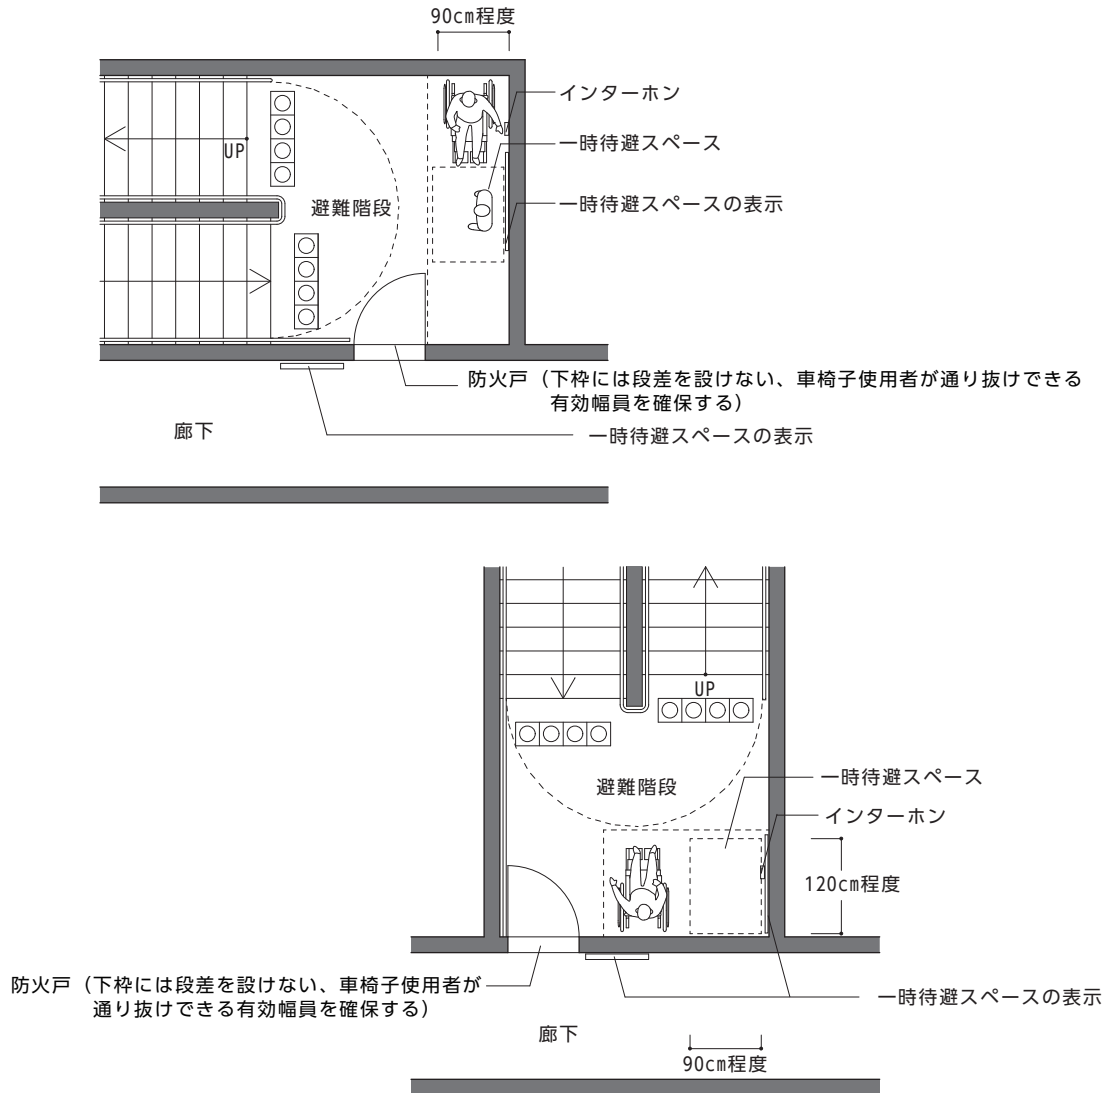 90cm程度
インターホン
UP
一時待避スペース
避難階段
一時待避スペースの表示
防火戸（下枠には段差を設けない、車椅子使用者が通り抜けできる
有効幅員を確保する）
廊下
一時待避スペースの表示
UP
避難階段
一時待避スペース
インターホン
120cm程度
防火戸（下枠には段差を設けない、車椅子使用者が
通り抜けできる有効幅員を確保する）
一時待避スペースの表示
廊下
90cm程度